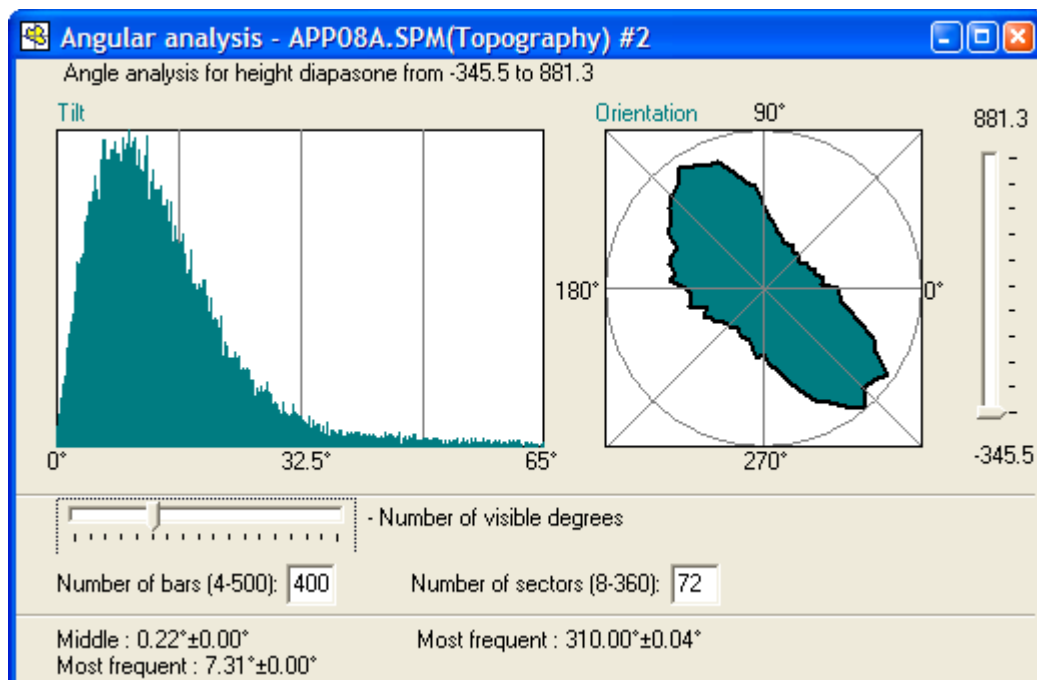 Angular analysis - APP08A.SPM(Topography) #2
Angle analysis for height diapasone from -345.5 to 881.3
Tilt
Orientation
90°
881.3
180°
0°
0°
32.5°
65°
270°
-345.5
- Number of visible degrees
Number of bars (4-500): 400
Number of sectors (8-360): 72
Middle : 0.22°±0.00°
Most frequent : 310.00°±0.04°
Most frequent : 7.31°±0.00°